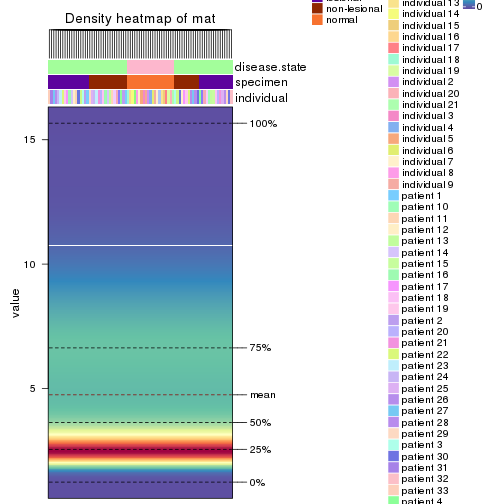 Density heatmap of mat
disease.state
specimen
individual
value
15
10
5
100%
75%
mean
50%
25%
0%
non-lesional
normal
0
individual 14
individual 15
individual 16
individual 17
individual 18
individual 19
individual 2
individual 20
individual 21
individual 3
individual 4
individual 5
individual 6
individual 7
individual 8
individual 9
patient 1
patient 10
patient 11
patient 12
patient 13
patient 14
patient 15
patient 16
patient 17
patient 18
patient 19
patient 2
patient 20
patient 21
patient 22
patient 23
patient 24
patient 25
patient 26
patient 27
patient 28
patient 29
patient 3
patient 30
patient 31
patient 32
patient 33
patient 4